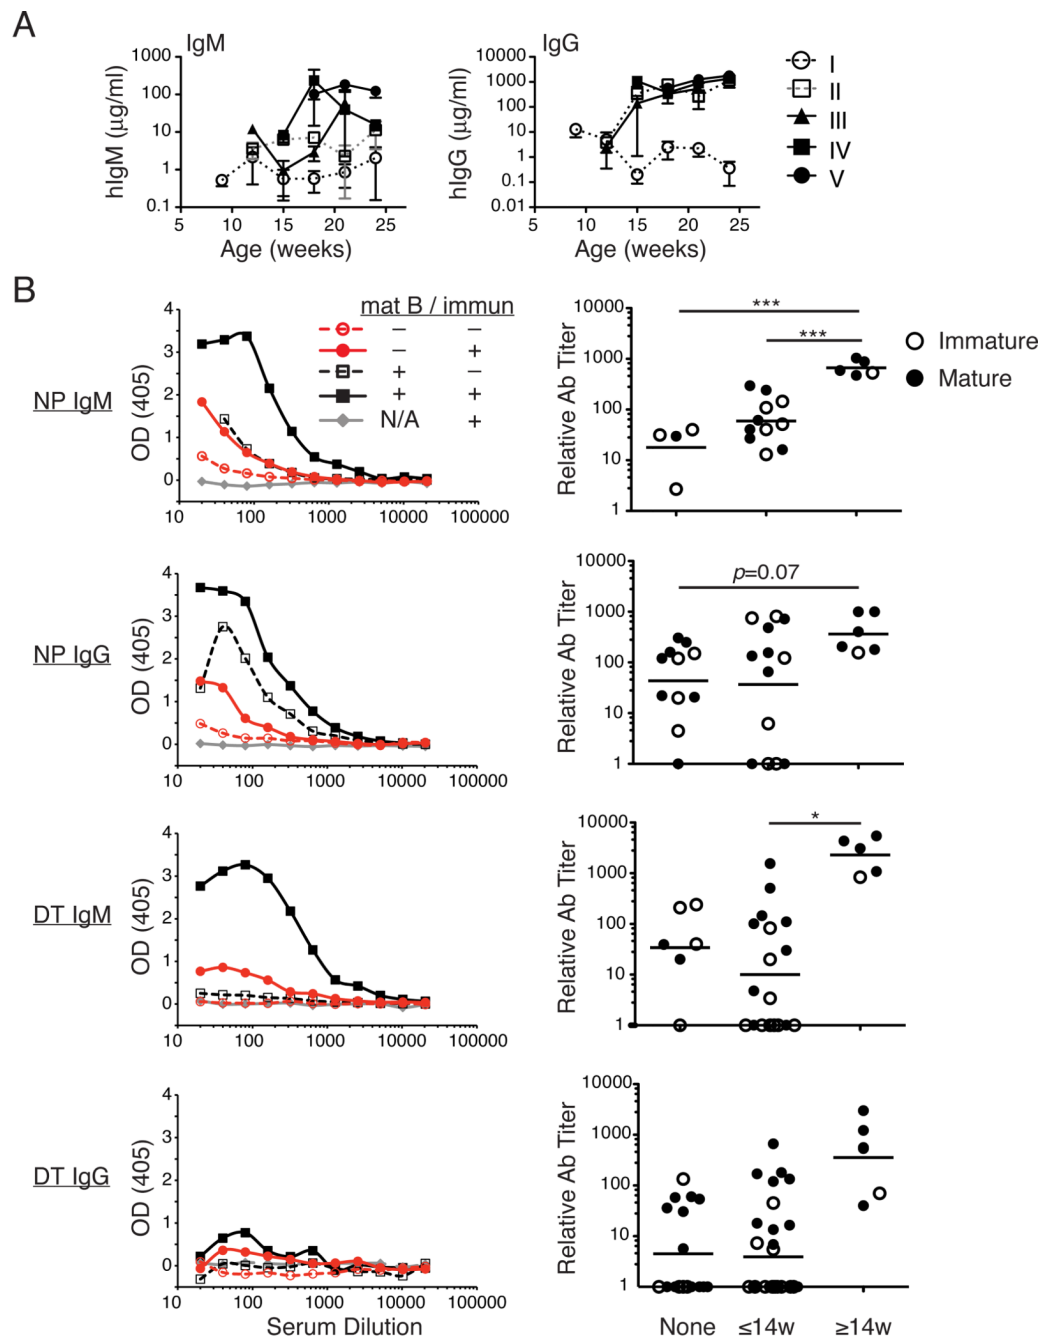 A
IgM
hIgM (µg/ml)
1000
100
10
1
0.1
5 10 15 20 25
Age (weeks)
IgG
hIgG (µg/ml)
10000
1000
100
10
1
0.1
0.01
5 10 15 20 25
Age (weeks)
I
II
III
IV
V
B
mat B / immun
– –
– +
+ –
+ +
N/A +
NP IgM
OD (405)
4
3
2
1
0
10 100 1000 10000 100000
Relative Ab Titer
10000
1000
100
10
1
***
***
Immature
Mature
NP IgG
OD (405)
4
3
2
1
0
10 100 1000 10000 100000
Relative Ab Titer
10000
1000
100
10
1
p=0.07
DT IgM
OD (405)
4
3
2
1
0
10 100 1000 10000 100000
Relative Ab Titer
10000
1000
100
10
1
*
DT IgG
OD (405)
4
3
2
1
0
10 100 1000 10000 100000
Serum Dilution
Relative Ab Titer
10000
1000
100
10
1
None ≤14w ≥14w